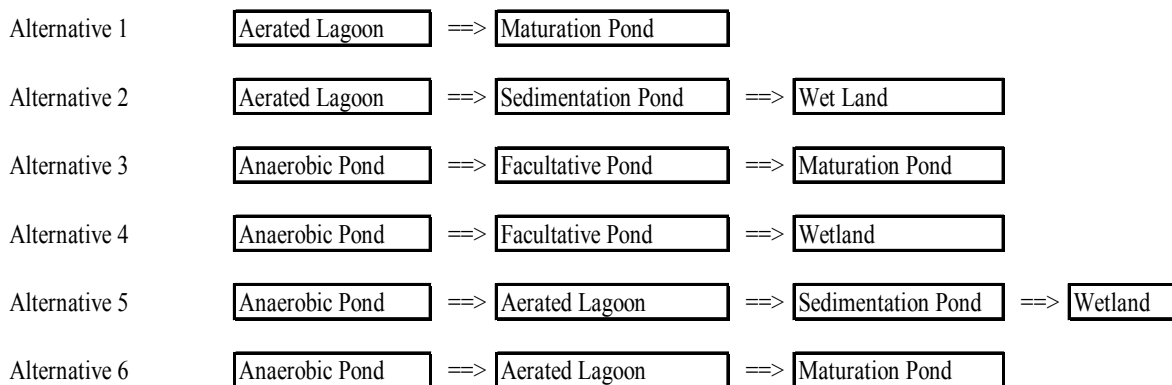 Alternative 1 Aerated Lagoon ==> Maturation Pond
Alternative 2 Aerated Lagoon ==> Sedimentation Pond ==> Wet Land
Alternative 3 Anaerobic Pond ==> Facultative Pond ==> Maturation Pond
Alternative 4 Anaerobic Pond ==> Facultative Pond ==> Wetland
Alternative 5 Anaerobic Pond ==> Aerated Lagoon ==> Sedimentation Pond ==> Wetland
Alternative 6 Anaerobic Pond ==> Aerated Lagoon ==> Maturation Pond